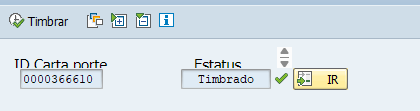 Timbrar
ID Carta porte Estatus
0000366610 Timbrado IR